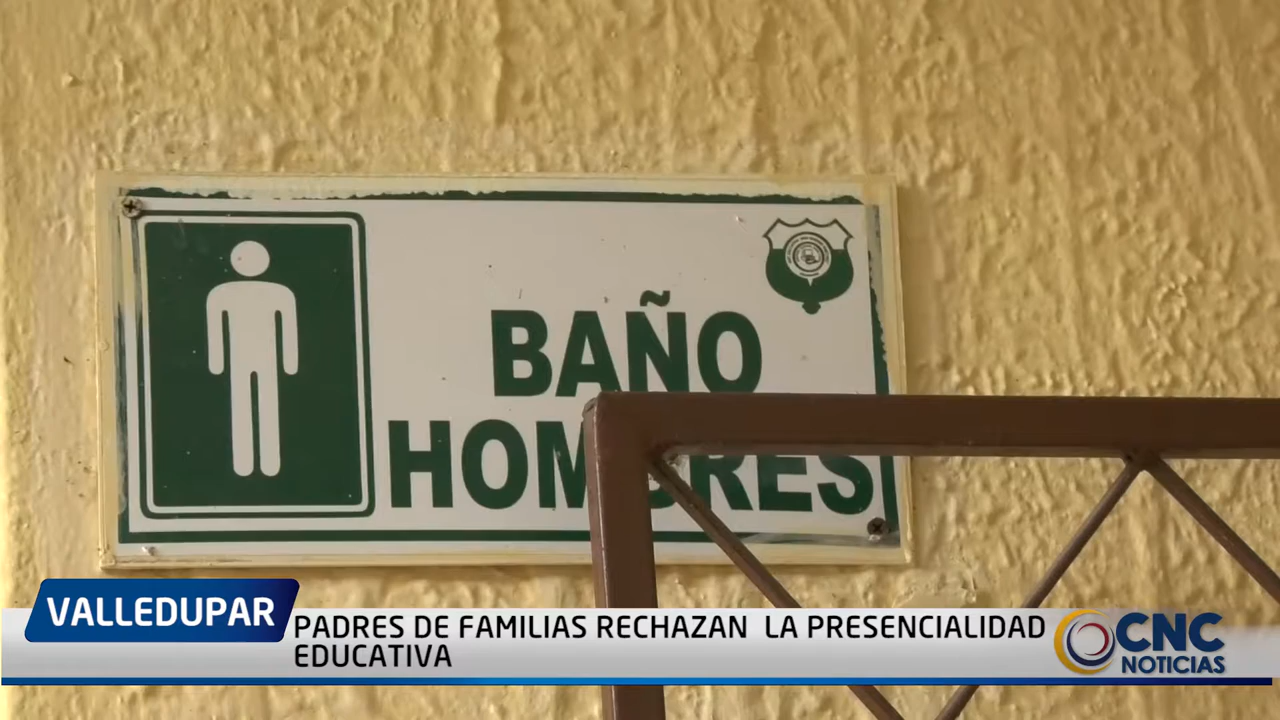 BAÑO
HOMBRES
VALLEDUPAR
PADRES DE FAMILIAS RECHAZAN LA PRESENCIALIDAD
EDUCATIVA
CNC
NOTICIAS